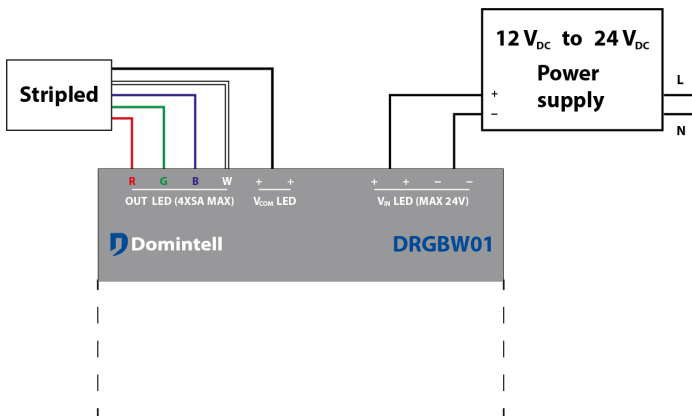 12 VDC to 24 VDC
Power
supply
L
N
+
−
Stripled
R G B W + + + + − −
OUT LED (4X5A MAX) VCOM LED VIN LED (MAX 24V)
Domintell DRGBW01